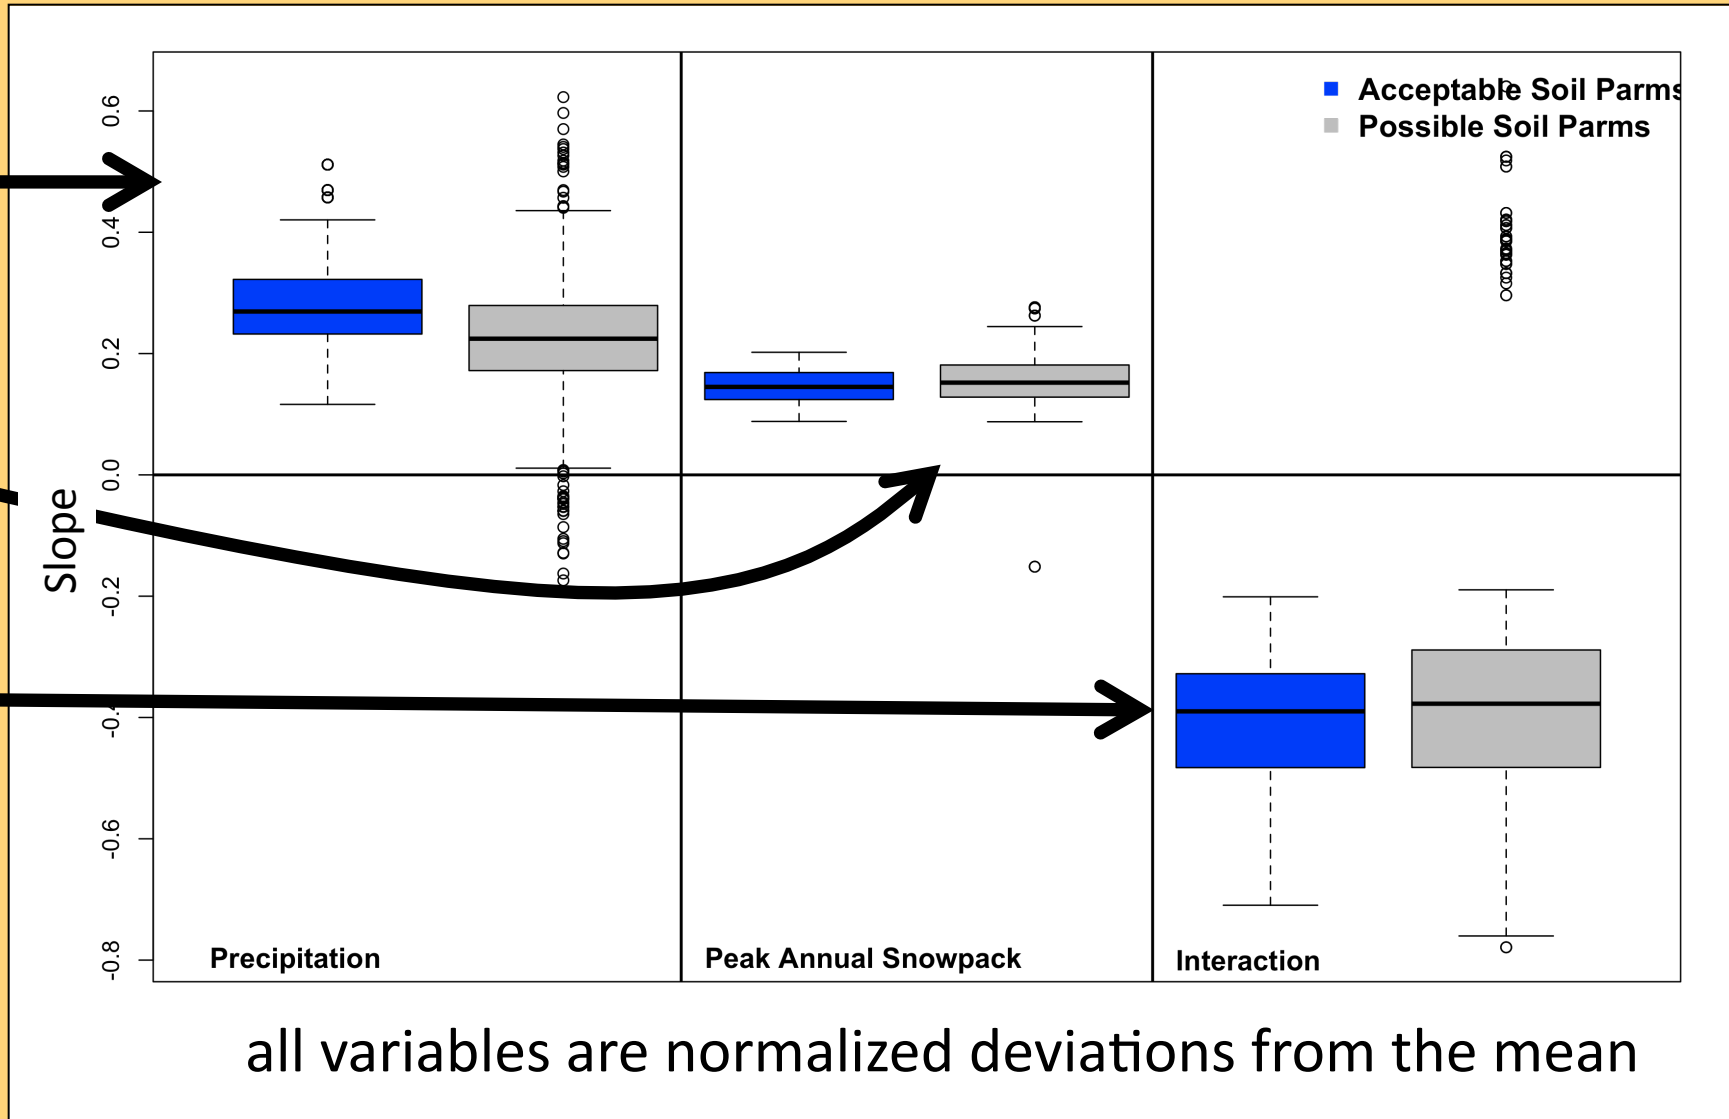 Acceptable Soil Parms
Possible Soil Parms
0.6
0.4
0.2
0.0
-0.2
-0.4
-0.6
-0.8
Slope
Precipitation
Peak Annual Snowpack
Interaction
all variables are normalized deviations from the mean